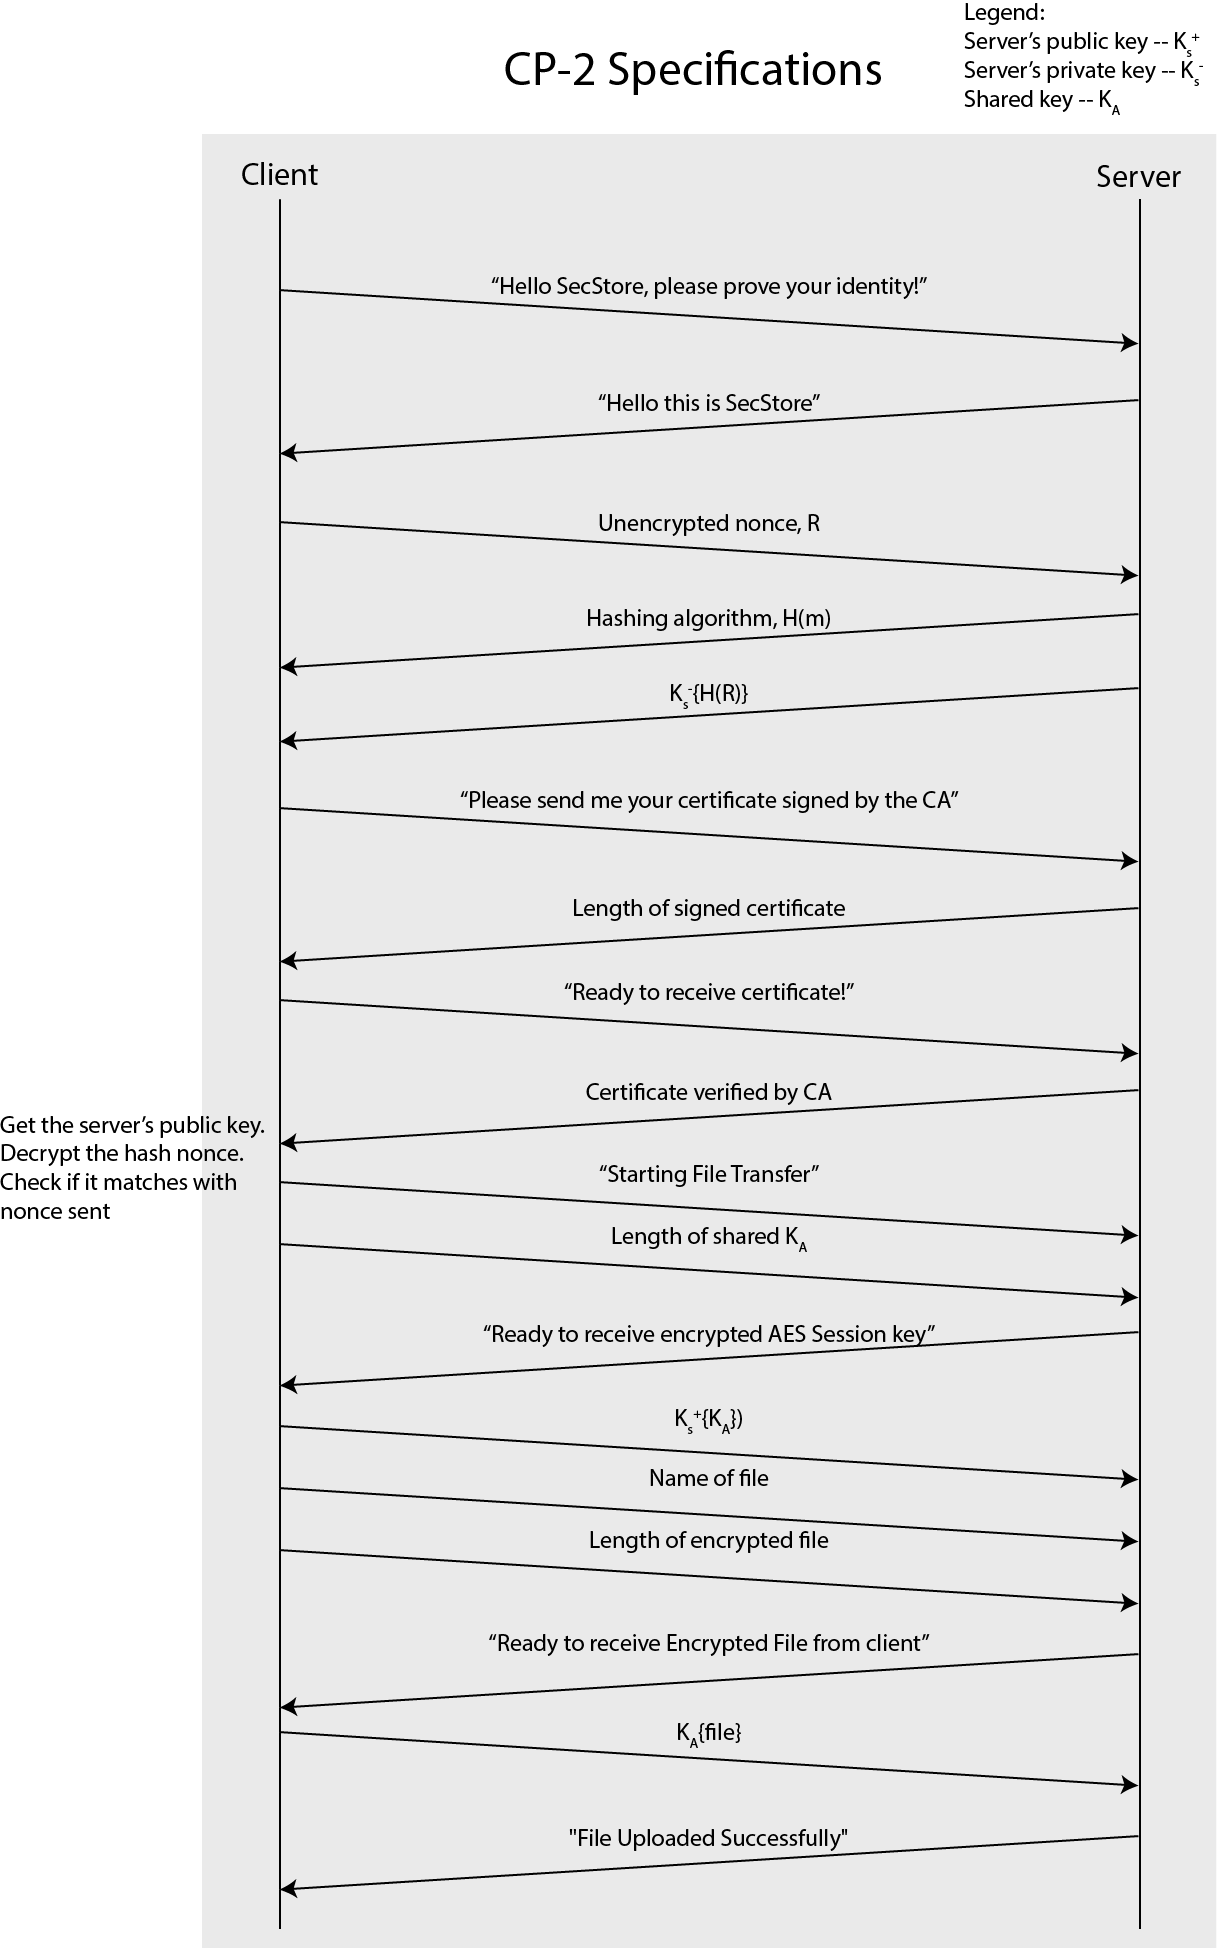 Legend:
Server’s public key -- Kₛ⁺
Server’s private key -- Kₛ⁻
Shared key -- K_A
CP-2 Specifications
Client
Server
“Hello SecStore, please prove your identity!”
“Hello this is SecStore”
Unencrypted nonce, R
Hashing algorithm, H(m)
Kₛ⁻{H(R)}
“Please send me your certificate signed by the CA”
Length of signed certificate
“Ready to receive certificate!”
Certificate verified by CA
Get the server’s public key.
Decrypt the hash nonce.
Check if it matches with
nonce sent
“Starting File Transfer”
Length of shared K_A
“Ready to receive encrypted AES Session key”
Kₛ⁺{K_A})
Name of file
Length of encrypted file
“Ready to receive Encrypted File from client”
K_A{file}
"File Uploaded Successfully"